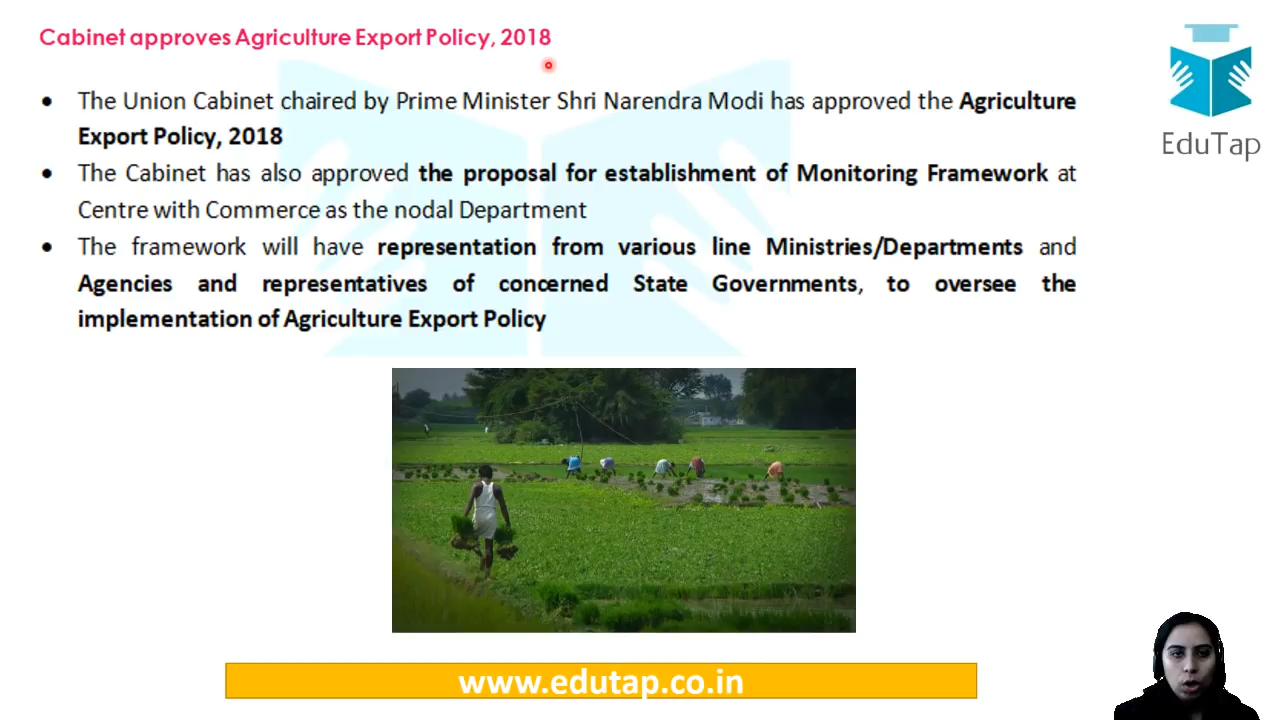 Cabinet approves Agriculture Export Policy, 2018
• The Union Cabinet chaired by Prime Minister Shri Narendra Modi has approved the Agriculture
Export Policy, 2018
• The Cabinet has also approved the proposal for establishment of Monitoring Framework at
Centre with Commerce as the nodal Department
• The framework will have representation from various line Ministries/Departments and
Agencies and representatives of concerned State Governments, to oversee the
implementation of Agriculture Export Policy
EduTap
www.edutap.co.in